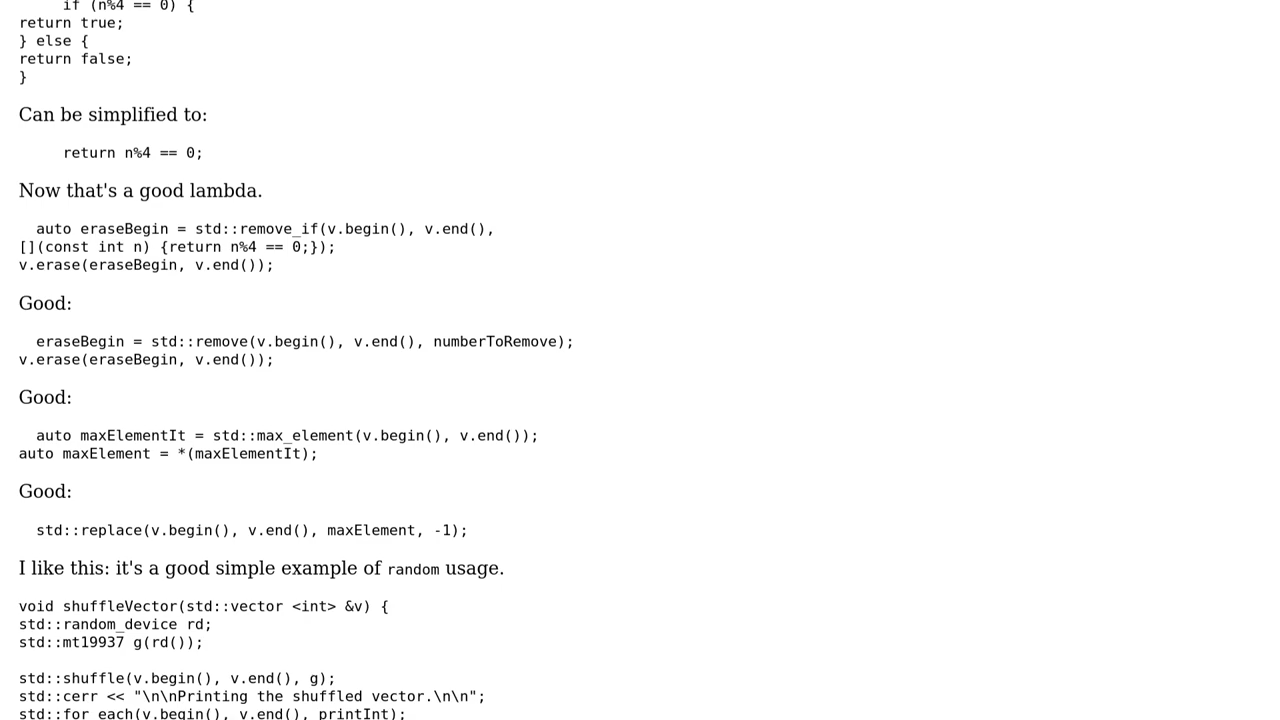 if (n%4 == 0) {
return true;
} else {
return false;
}
Can be simplified to:
return n%4 == 0;
Now that's a good lambda.
auto eraseBegin = std::remove_if(v.begin(), v.end(),
[](const int n) {return n%4 == 0;});
v.erase(eraseBegin, v.end());
Good:
eraseBegin = std::remove(v.begin(), v.end(), numberToRemove);
v.erase(eraseBegin, v.end());
Good:
auto maxElementIt = std::max_element(v.begin(), v.end());
auto maxElement = *(maxElementIt);
Good:
std::replace(v.begin(), v.end(), maxElement, -1);
I like this: it's a good simple example of random usage.
void shuffleVector(std::vector <int> &v) {
std::random_device rd;
std::mt19937 g(rd());
std::shuffle(v.begin(), v.end(), g);
std::cerr << "\n\nPrinting the shuffled vector.\n\n";
std::for_each(v.begin(), v.end(), printInt);